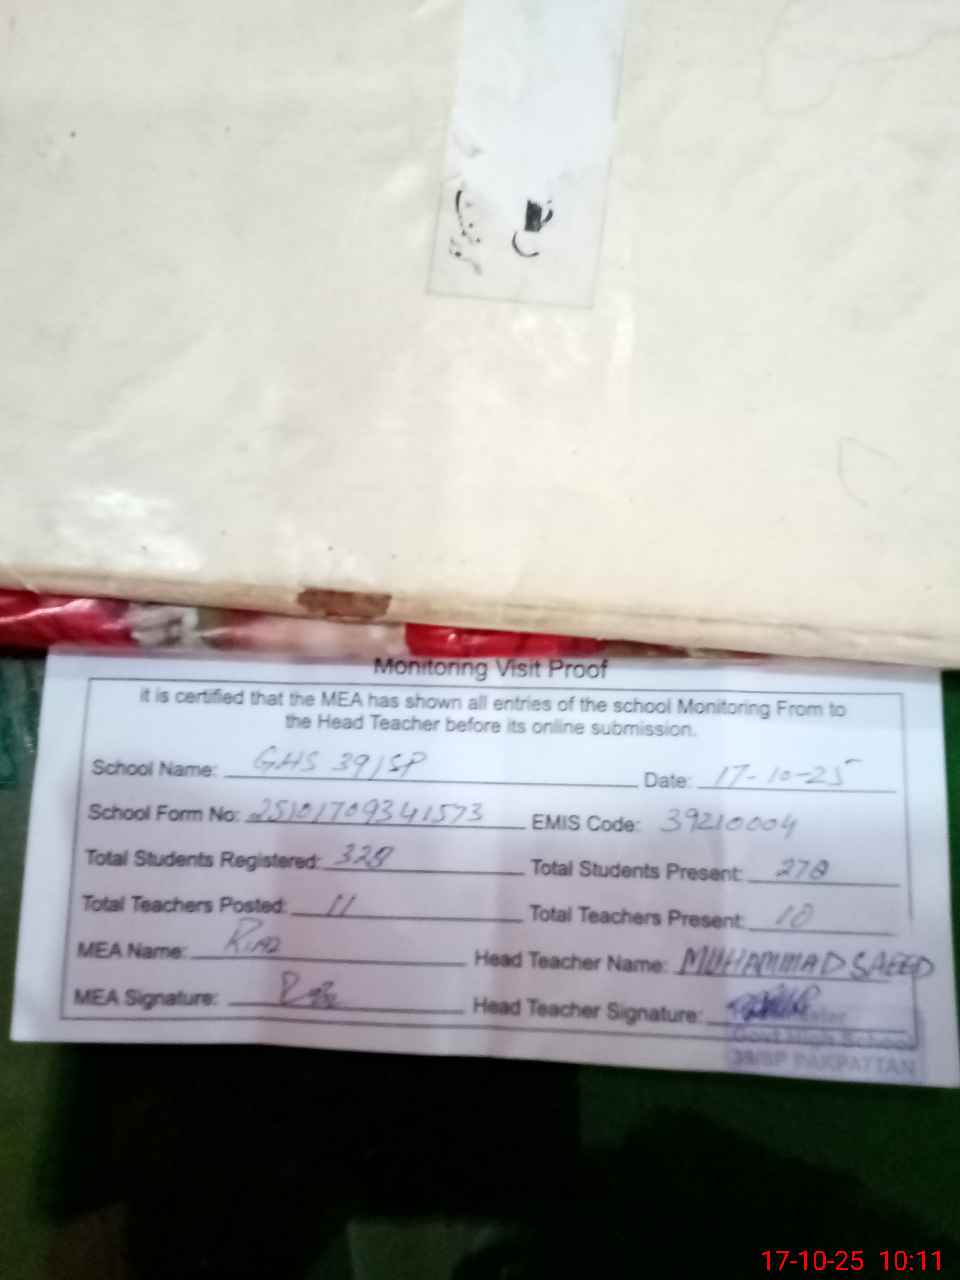 Monitoring Visit Proof
it is certified that the MEA has shown all entries of the school Monitoring From to
the Head Teacher before its online submission.
School Name: GHS 39/SP Date: 17-10-25
School Form No: 25101709341573 EMIS Code: 39210004
Total Students Registered: 328 Total Students Present: 278
Total Teachers Posted: 11 Total Teachers Present: 10
MEA Name: Riaz Head Teacher Name: MUHAMMAD SAEED
MEA Signature: Head Teacher Signature:
Govt High School
39/SP PAKPATTAN
17-10-25 10:11